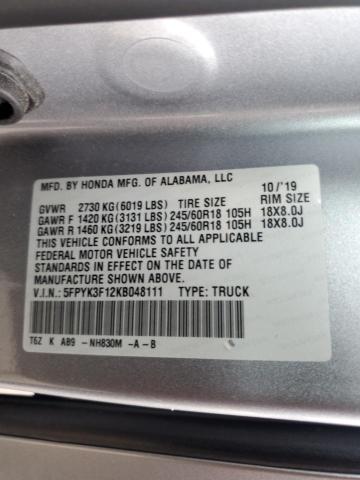 MFD. BY HONDA MFG. OF ALABAMA, LLC 10/'19
GVWR 2730 KG(6019 LBS) TIRE SIZE RIM SIZE
GAWR F 1420 KG(3131 LBS) 245/60R18 105H 18X8.0J
GAWR R 1460 KG(3219 LBS) 245/60R18 105H 18X8.0J
THIS VEHICLE CONFORMS TO ALL APPLICABLE
FEDERAL MOTOR VEHICLE SAFETY
STANDARDS IN EFFECT ON THE DATE OF
MANUFACTURE SHOWN ABOVE.
V.I.N.: 5FPYK3F12KB048111 TYPE: TRUCK
T6Z K AB9 -NH830M -A-B